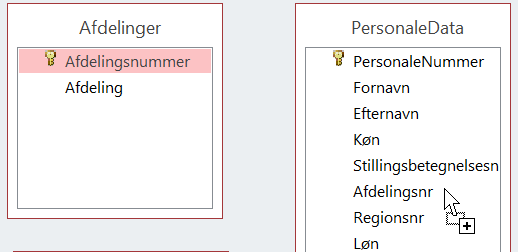 Afdelinger
Afdelingsnummer
Afdeling
PersonaleData
PersonaleNummer
Fornavn
Efternavn
Køn
Stillingsbetegnelsesn
Afdelingsnr
Regionsnr
Løn